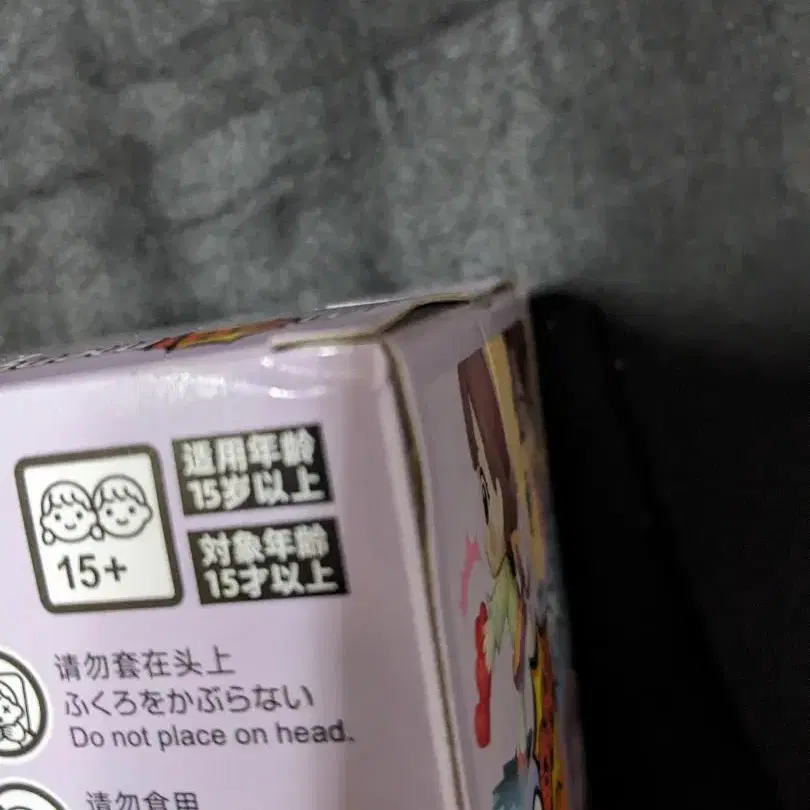 适用年龄
15岁以上
対象年齢
15才以上
15+
请勿套在头上
ふくろをかぶらない
Do not place on head.
请勿食用